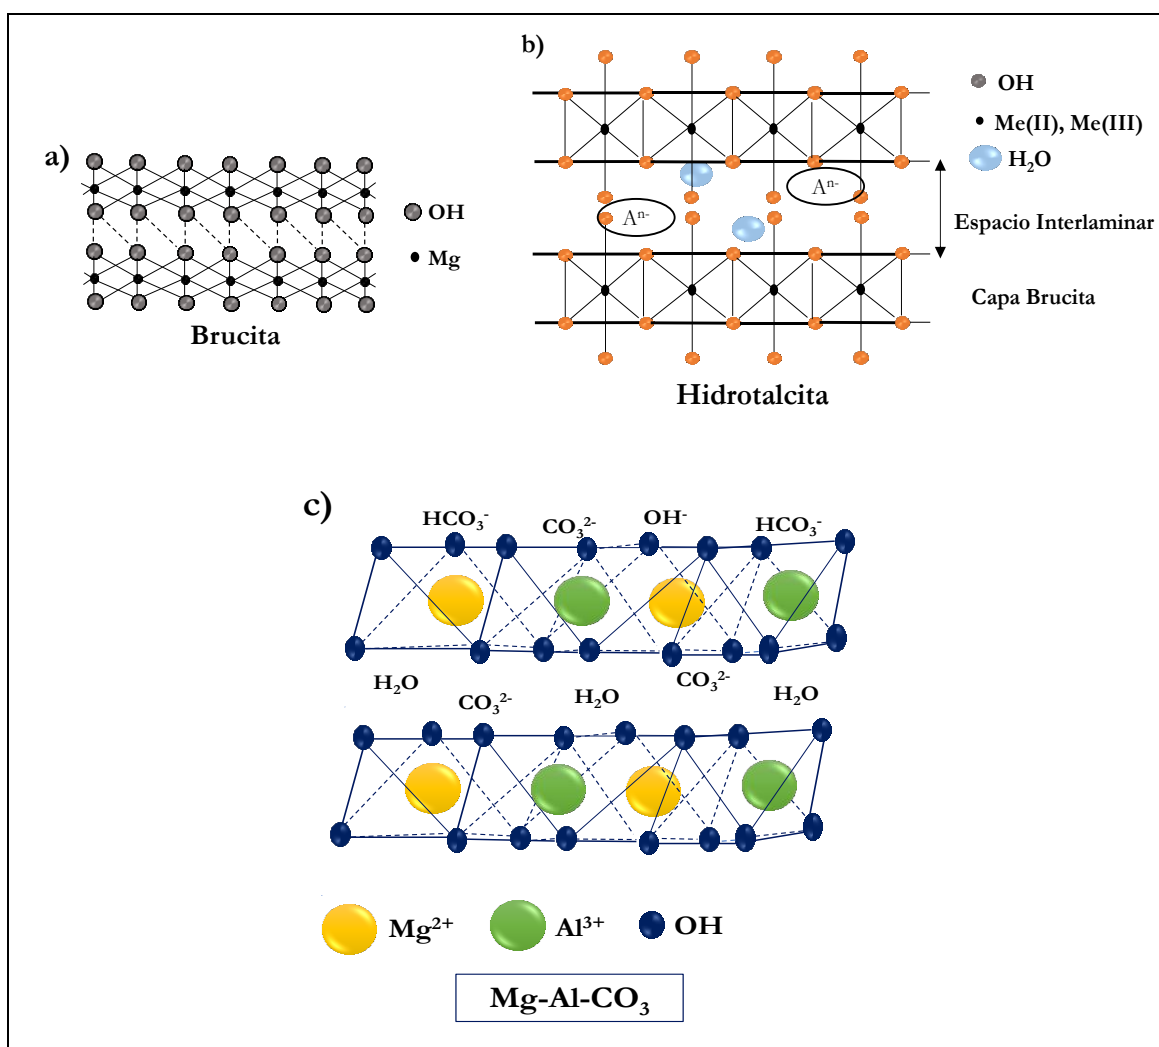 a)
OH
Mg
Brucita
b)
OH
Me(II), Me(III)
H₂O
Aⁿ⁻
Aⁿ⁻
Espacio Interlaminar
Capa Brucita
Hidrotalcita
c)
HCO₃⁻ CO₃²⁻ OH⁻ HCO₃⁻
H₂O CO₃²⁻ H₂O CO₃²⁻ H₂O
Mg²⁺ Al³⁺ OH
Mg-Al-CO₃